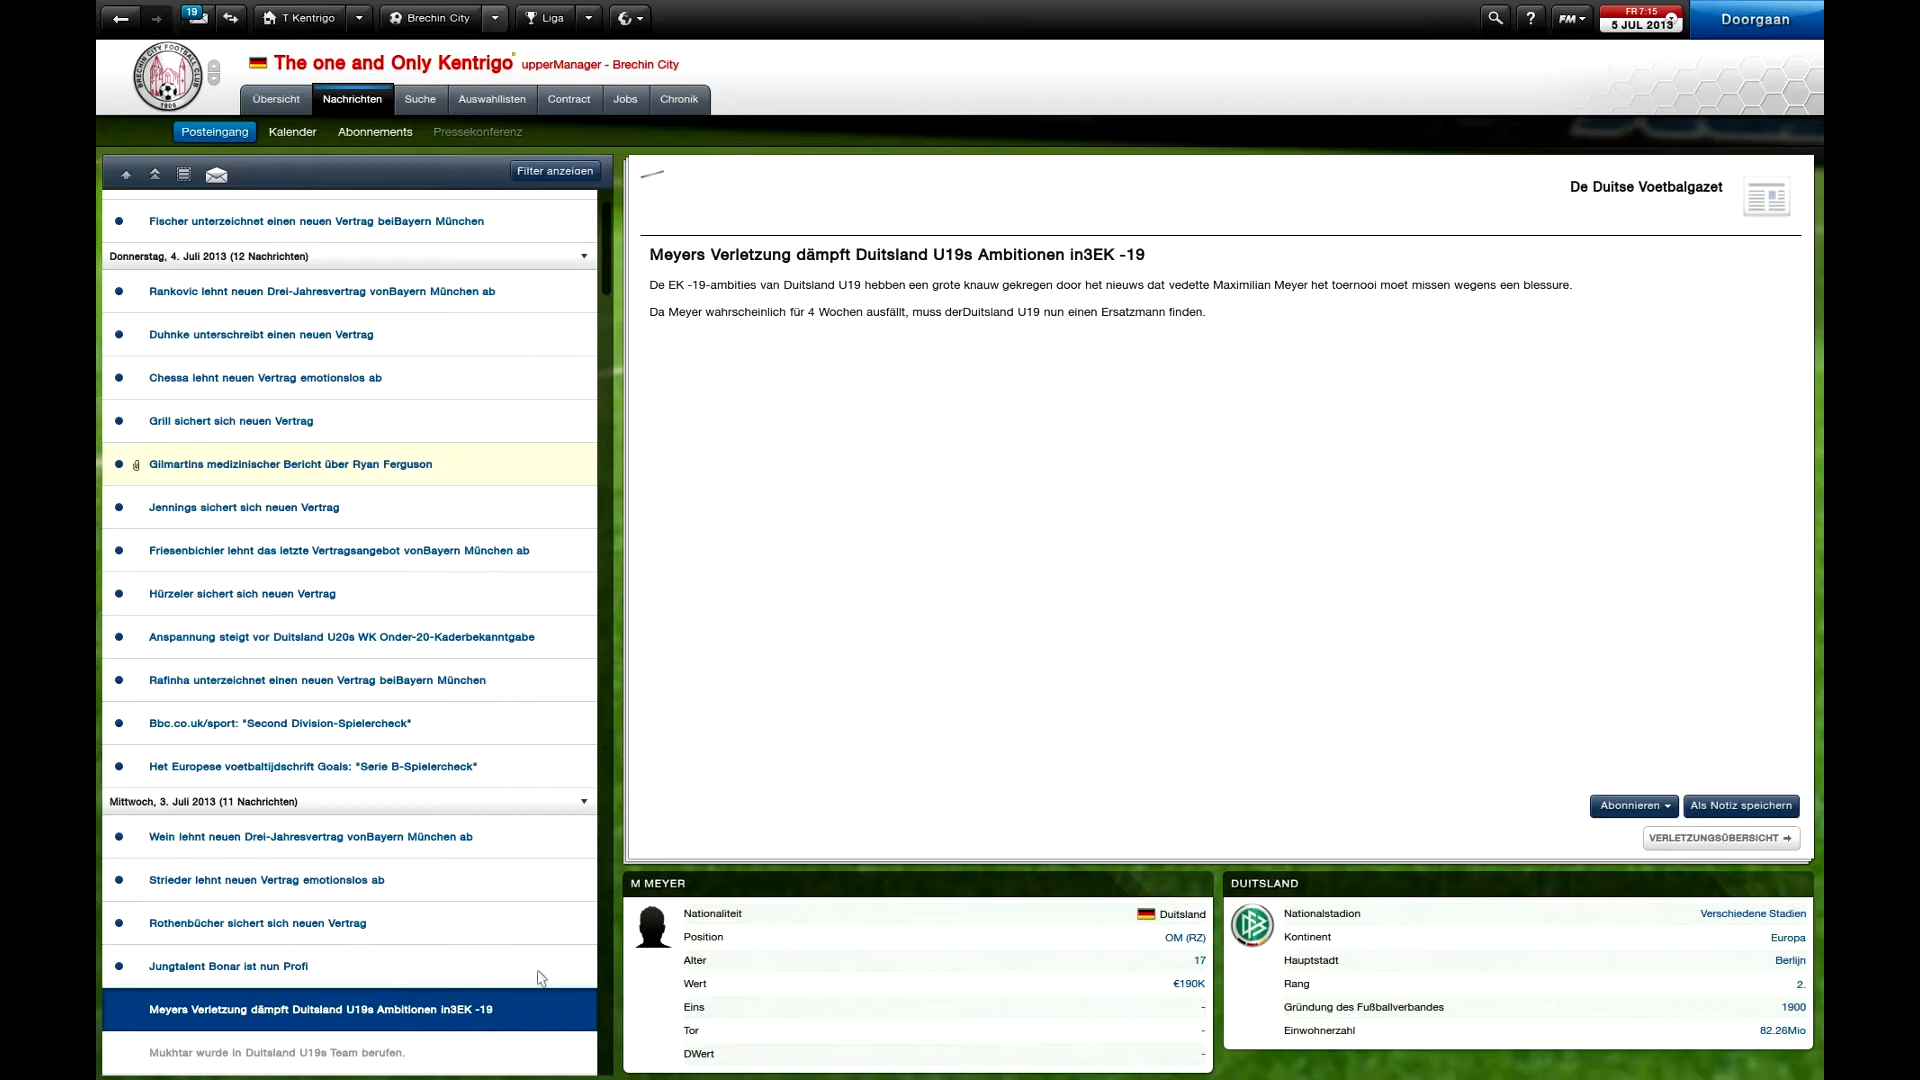 19
T Kentrigo
Brechin City
Liga
?
FM
FR 7:15
5 JUL 2013
Doorgaan
BRECHIN CITY FOOTBALL CLUB
1906
The one and Only Kentrigo
upperManager - Brechin City
Übersicht
Nachrichten
Suche
Auswahllisten
Contract
Jobs
Chronik
Posteingang
Kalender
Abonnements
Pressekonferenz
Filter anzeigen
Fischer unterzeichnet einen neuen Vertrag beiBayern München
Donnerstag, 4. Juli 2013 (12 Nachrichten)
Rankovic lehnt neuen Drei-Jahresvertrag vonBayern München ab
Duhnke unterschreibt einen neuen Vertrag
Chessa lehnt neuen Vertrag emotionslos ab
Grill sichert sich neuen Vertrag
Gilmartins medizinischer Bericht über Ryan Ferguson
Jennings sichert sich neuen Vertrag
Friesenbichler lehnt das letzte Vertragsangebot vonBayern München ab
Hürzeler sichert sich neuen Vertrag
Anspannung steigt vor Duitsland U20s WK Onder-20-Kaderbekanntgabe
Rafinha unterzeichnet einen neuen Vertrag beiBayern München
Bbc.co.uk/sport: "Second Division-Spielercheck"
Het Europese voetbaltijdschrift Goals: "Serie B-Spielercheck"
Mittwoch, 3. Juli 2013 (11 Nachrichten)
Wein lehnt neuen Drei-Jahresvertrag vonBayern München ab
Strieder lehnt neuen Vertrag emotionslos ab
Rothenbücher sichert sich neuen Vertrag
Jungtalent Bonar ist nun Profi
Meyers Verletzung dämpft Duitsland U19s Ambitionen in3EK -19
Mukhtar wurde in Duitsland U19s Team berufen.
De Duitse Voetbalgazet
Meyers Verletzung dämpft Duitsland U19s Ambitionen in3EK -19
De EK -19-ambities van Duitsland U19 hebben een grote knauw gekregen door het nieuws dat vedette Maximilian Meyer het toernooi moet missen wegens een blessure.
Da Meyer wahrscheinlich für 4 Wochen ausfällt, muss derDuitsland U19 nun einen Ersatzmann finden.
Abonnieren
Als Notiz speichern
VERLETZUNGSÜBERSICHT
M MEYER
Nationaliteit Duitsland
Position OM (RZ)
Alter 17
Wert €190K
Eins -
Tor -
DWert -
DUITSLAND
Nationalstadion Verschiedene Stadien
Kontinent Europa
Hauptstadt Berlijn
Rang 2.
Gründung des Fußballverbandes 1900
Einwohnerzahl 82.26Mio